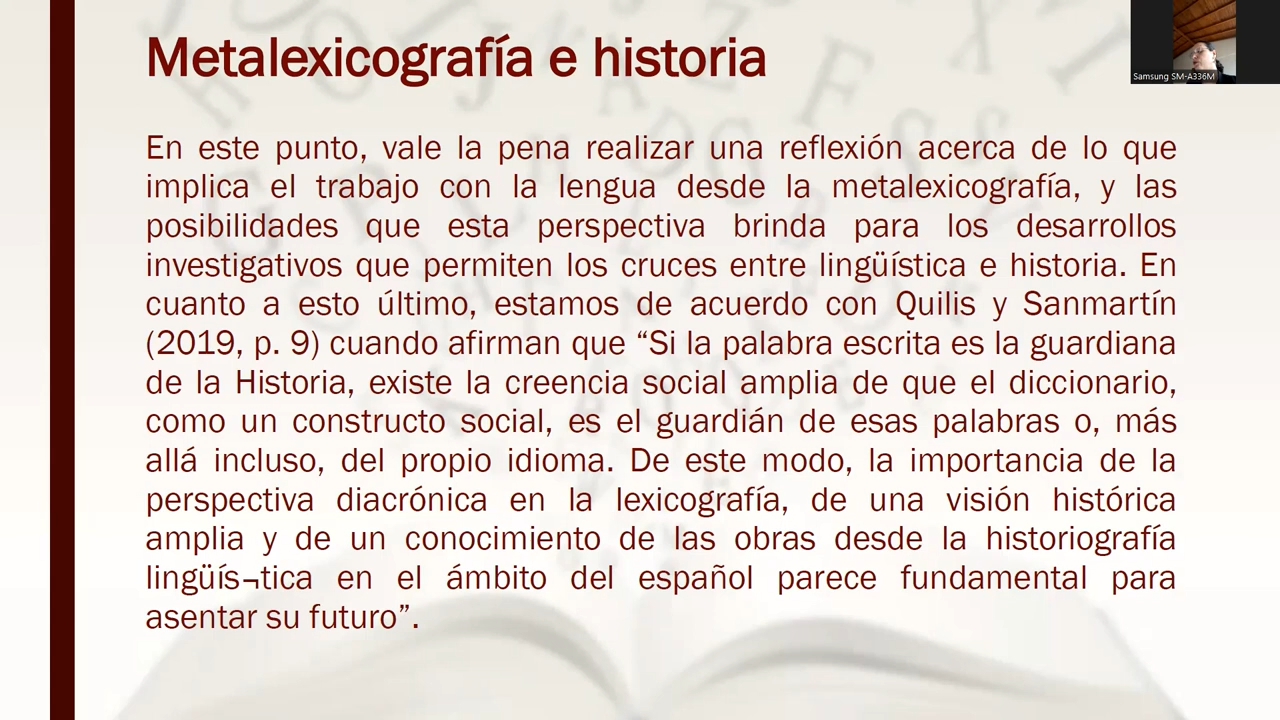 Metalexicografía e historia
Samsung SM-A336M
En este punto, vale la pena realizar una reflexión acerca de lo que
implica el trabajo con la lengua desde la metalexicografía, y las
posibilidades que esta perspectiva brinda para los desarrollos
investigativos que permiten los cruces entre lingüística e historia. En
cuanto a esto último, estamos de acuerdo con Quilis y Sanmartín
(2019, p. 9) cuando afirman que “Si la palabra escrita es la guardiana
de la Historia, existe la creencia social amplia de que el diccionario,
como un constructo social, es el guardián de esas palabras o, más
allá incluso, del propio idioma. De este modo, la importancia de la
perspectiva diacrónica en la lexicografía, de una visión histórica
amplia y de un conocimiento de las obras desde la historiografía
lingüís¬tica en el ámbito del español parece fundamental para
asentar su futuro”.